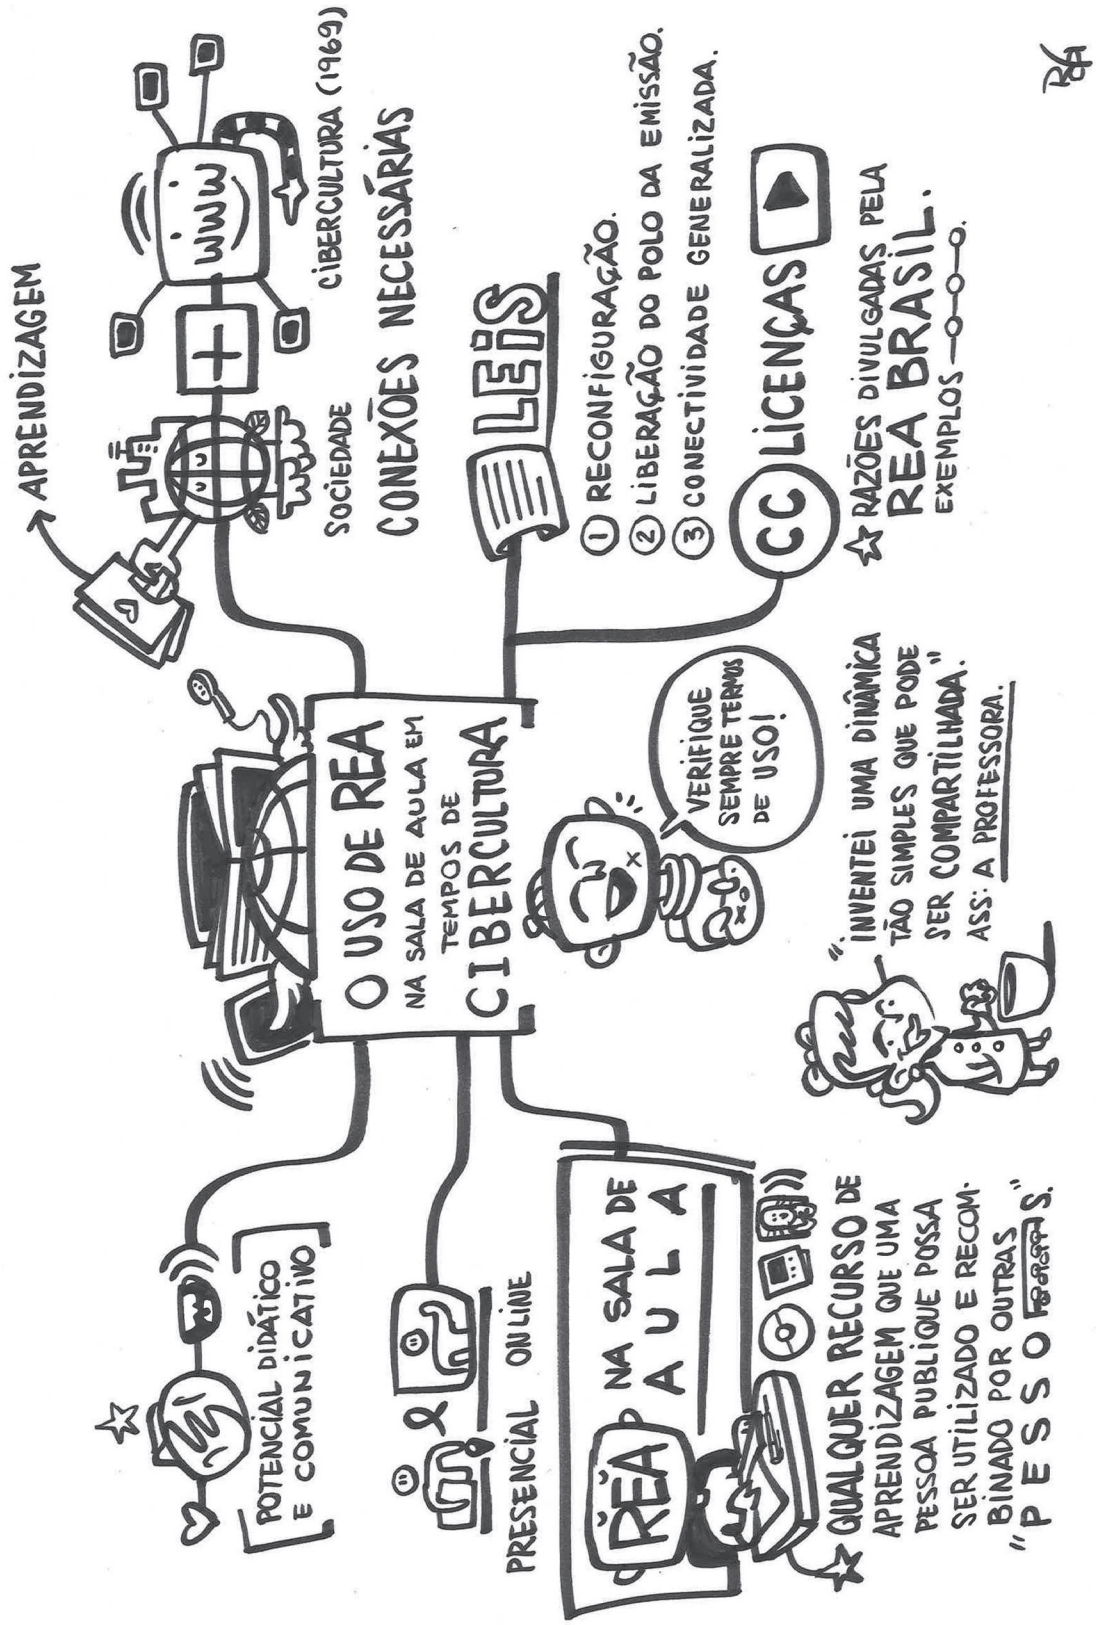 O USO DE REA
NA SALA DE AULA EM
TEMPOS DE
CIBERCULTURA
APRENDIZAGEM
WWW
SOCIEDADE
CIBERCULTURA (1969)
CONEXÕES NECESSÁRIAS
LEIS
1 RECONFIGURAÇÃO.
2 LIBERAÇÃO DO POLO DA EMISSÃO.
3 CONECTIVIDADE GENERALIZADA.
CC LICENÇAS
RAZÕES DIVULGADAS PELA
REA BRASIL.
EXEMPLOS
VERIFIQUE
SEMPRE TERMOS
DE USO!
"INVENTEI UMA DINÂMICA
TÃO SIMPLES QUE PODE
SER COMPARTILHADA."
ASS: A PROFESSORA.
POTENCIAL DIDÁTICO
E COMUNICATIVO
PRESENCIAL ONLINE
REA NA SALA DE
AULA
QUALQUER RECURSO DE
APRENDIZAGEM QUE UMA
PESSOA PUBLIQUE POSSA
SER UTILIZADO E RECOM-
BINADO POR OUTRAS
"PESSOAS."